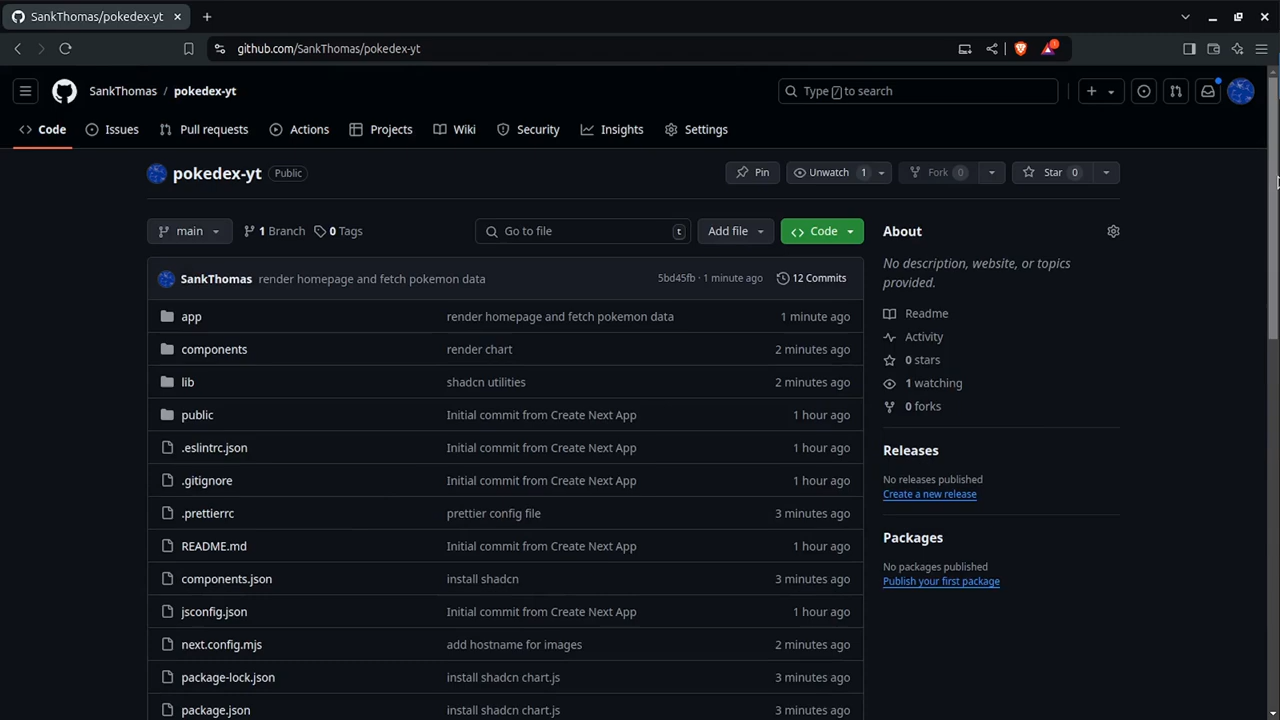 SankThomas/pokedex-yt
github.com/SankThomas/pokedex-yt
1
SankThomas / pokedex-yt
Type / to search
Code Issues Pull requests Actions Projects Wiki Security Insights Settings
pokedex-yt Public
Pin Unwatch 1 Fork 0 Star 0
main 1 Branch 0 Tags Go to file t Add file Code
SankThomas render homepage and fetch pokemon data 5bd45fb · 1 minute ago 12 Commits
app render homepage and fetch pokemon data 1 minute ago
components render chart 2 minutes ago
lib shadcn utilities 2 minutes ago
public Initial commit from Create Next App 1 hour ago
.eslintrc.json Initial commit from Create Next App 1 hour ago
.gitignore Initial commit from Create Next App 1 hour ago
.prettierrc prettier config file 3 minutes ago
README.md Initial commit from Create Next App 1 hour ago
components.json install shadcn 3 minutes ago
jsconfig.json Initial commit from Create Next App 1 hour ago
next.config.mjs add hostname for images 2 minutes ago
package-lock.json install shadcn chart.js 3 minutes ago
package.json install shadcn chart.js 3 minutes ago
About
No description, website, or topics
provided.
Readme
Activity
0 stars
1 watching
0 forks
Releases
No releases published
Create a new release
Packages
No packages published
Publish your first package